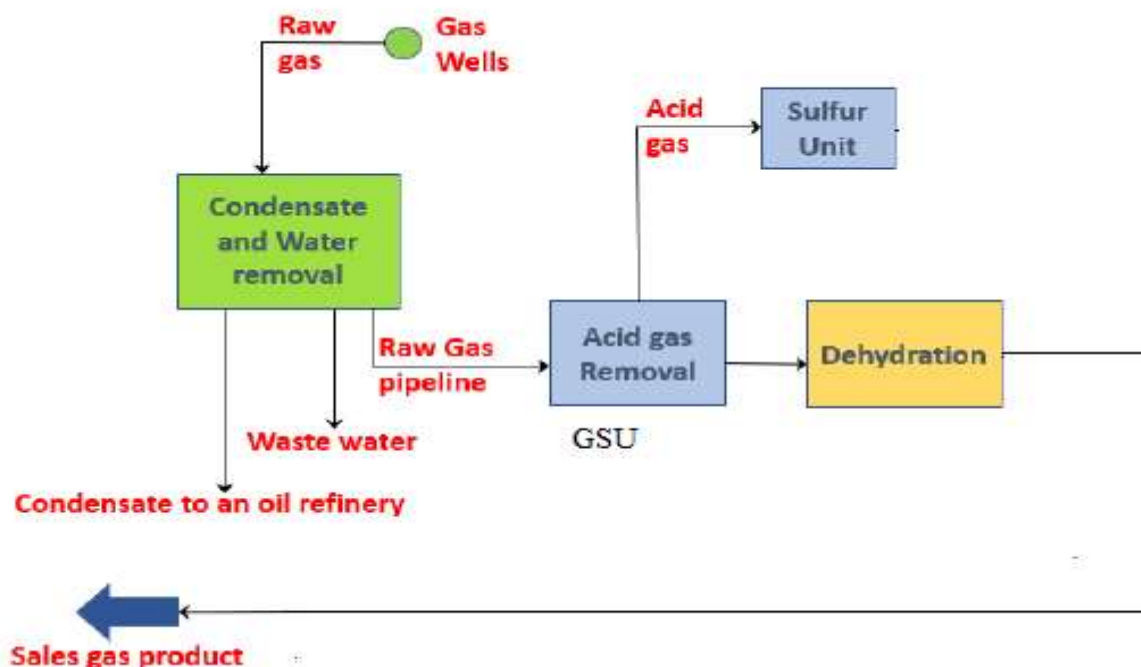 Raw
gas
Gas
Wells
Acid
gas
Sulfur
Unit
Condensate
and Water
removal
Raw Gas
pipeline
Acid gas
Removal
Dehydration
GSU
Waste water
Condensate to an oil refinery
Sales gas product